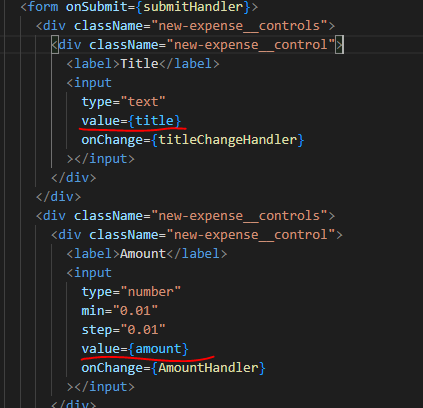 <form onSubmit={submitHandler}>
<div className="new-expense__controls">
<div className="new-expense__control">
<label>Title</label>
<input
type="text"
value={title}
onChange={titleChangeHandler}
></input>
</div>
</div>
<div className="new-expense__controls">
<div className="new-expense__control">
<label>Amount</label>
<input
type="number"
min="0.01"
step="0.01"
value={amount}
onChange={AmountHandler}
></input>
</div>